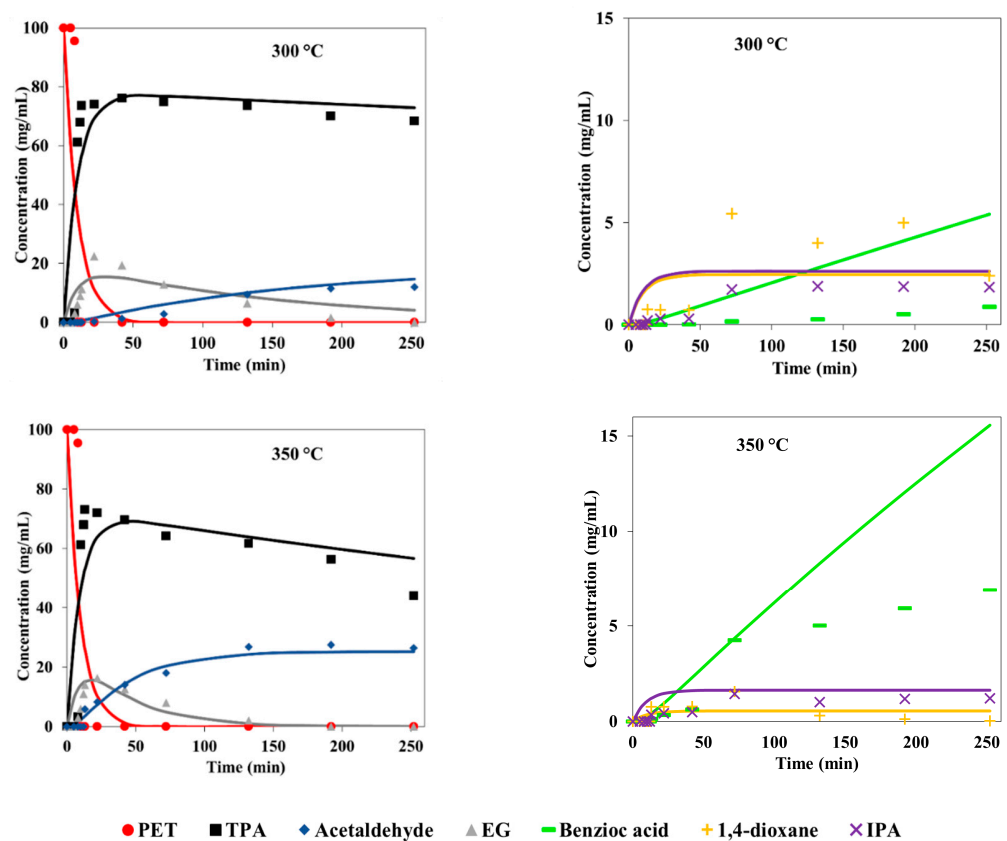 300 °C
Concentration (mg/mL)
100
80
60
40
20
0
0 50 100 150 200 250
Time (min)
300 °C
Concentration (mg/mL)
15
10
5
0
0 50 100 150 200 250
Time (min)
350 °C
Concentration (mg/mL)
100
80
60
40
20
0
0 50 100 150 200 250
Time (min)
350 °C
Concentration (mg/mL)
15
10
5
0
0 50 100 150 200 250
Time (min)
PET TPA Acetaldehyde EG Benzioc acid 1,4-dioxane IPA